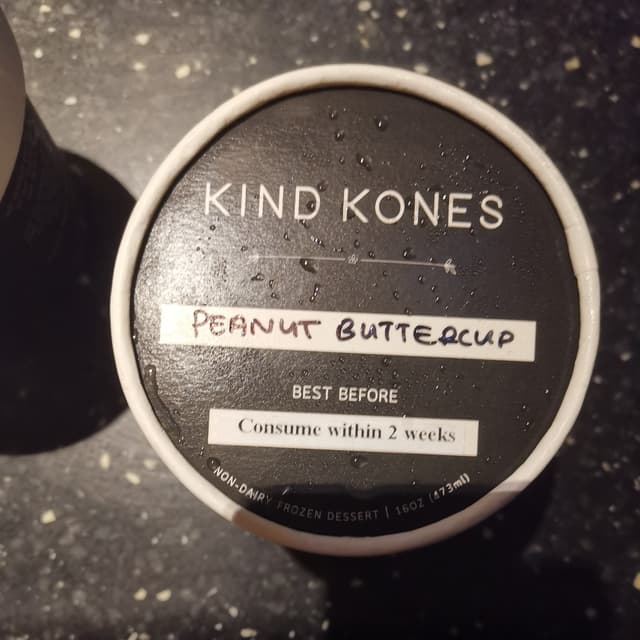 KIND KONES
PEANUT BUTTERCUP
BEST BEFORE
Consume within 2 weeks
NON-DAIRY FROZEN DESSERT | 16OZ (473ml)